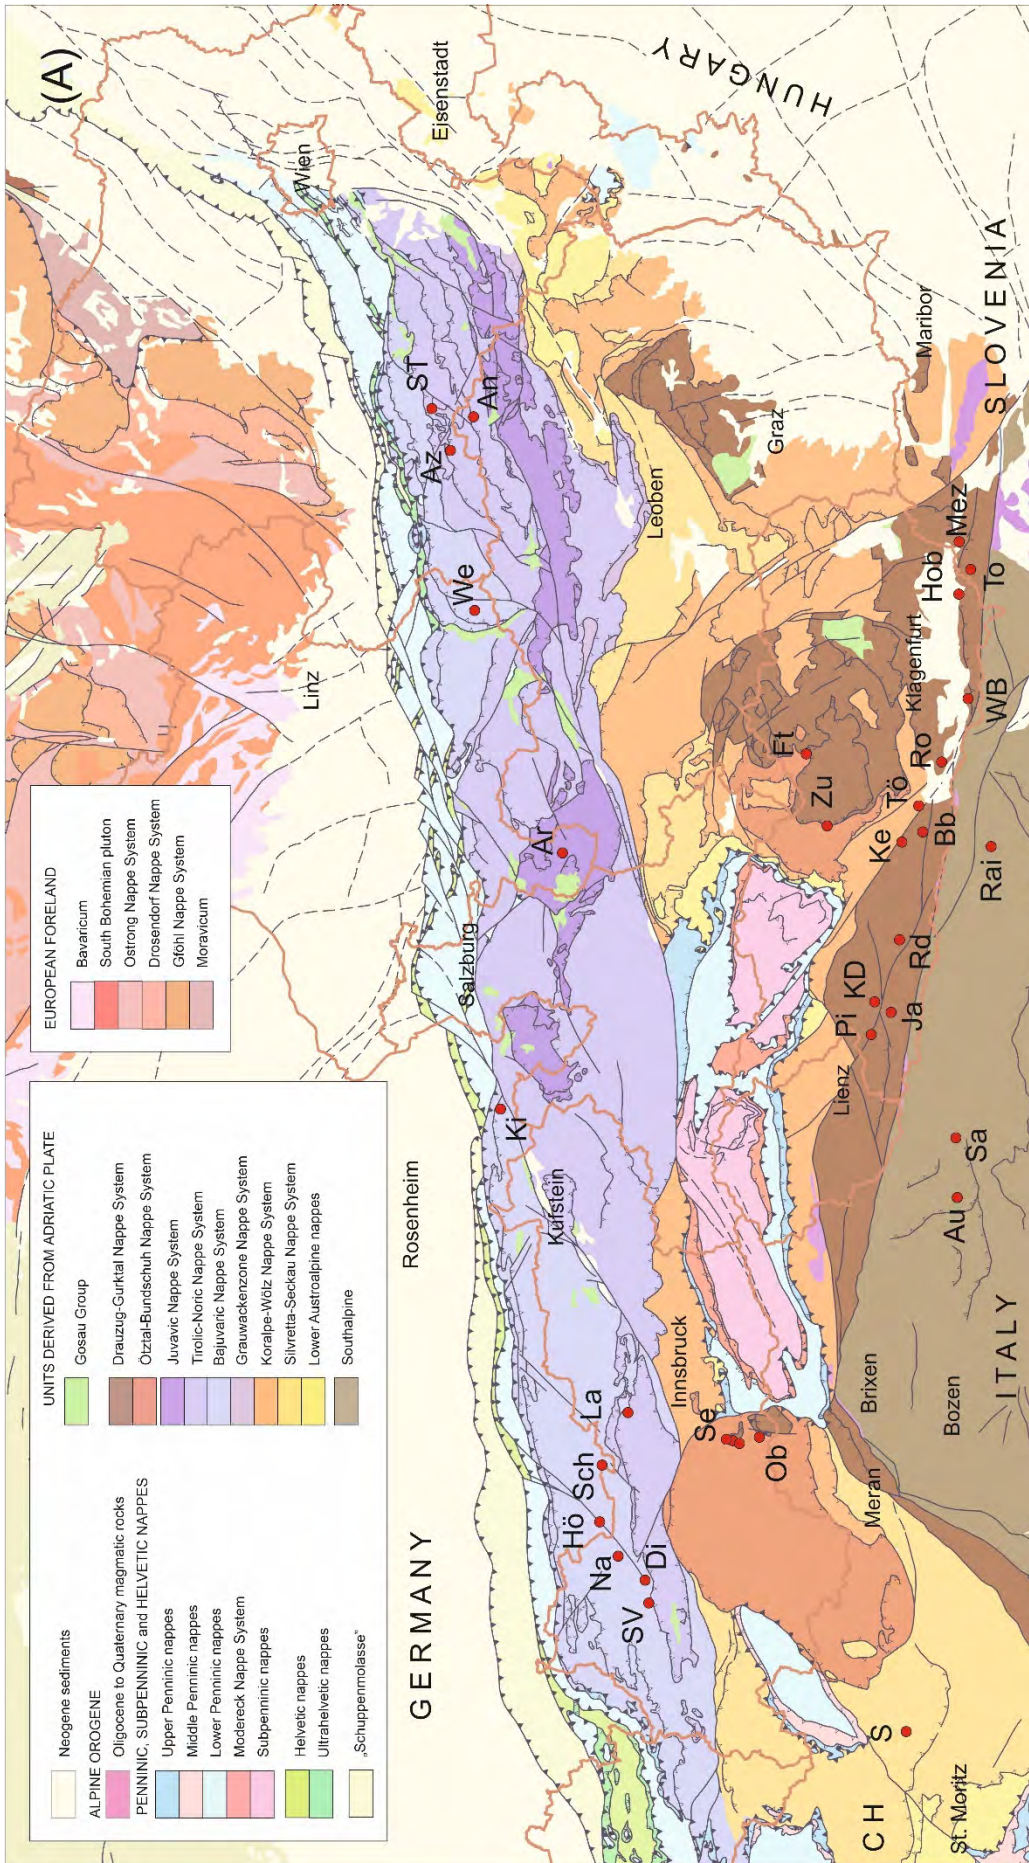 (A)
Neogene sediments
ALPINE OROGENE
Oligocene to Quaternary magmatic rocks
PENNINIC, SUBPENNINIC and HELVETIC NAPPES
Upper Penninic nappes
Middle Penninic nappes
Lower Penninic nappes
Modereck Nappe System
Subpenninic nappes
Helvetic nappes
Ultrahelvetic nappes
„Schuppenmolasse"
UNITS DERIVED FROM ADRIATIC PLATE
Gosau Group
Drauzug-Gurktal Nappe System
Ötztal-Bundschuh Nappe System
Juvavic Nappe System
Tirolic-Noric Nappe System
Bajuvaric Nappe System
Grauwackenzone Nappe System
Koralpe-Wölz Nappe System
Silvretta-Seckau Nappe System
Lower Austroalpine nappes
Southalpine
EUROPEAN FORELAND
Bavaricum
South Bohemian pluton
Ostrong Nappe System
Drosendorf Nappe System
Gföhl Nappe System
Moravicum
Linz
Wien
Eisenstadt
HUNGARY
GERMANY
Rosenheim
Salzburg
Kufstein
Ki
Ar
We
Az
ST
An
Hö
Sch
La
Na
Di
SV
Innsbruck
Se
Ob
Leoben
Graz
Maribor
SLOVENIA
Ft
Zu
Klagenfurt
Tö
Ke
Ro
Bb
WB
Hob
Mez
To
Rai
Rd
KD
Pi
Ja
Lienz
Sa
Au
Brixen
Bozen
Meran
ITALY
CH
S
St. Moritz